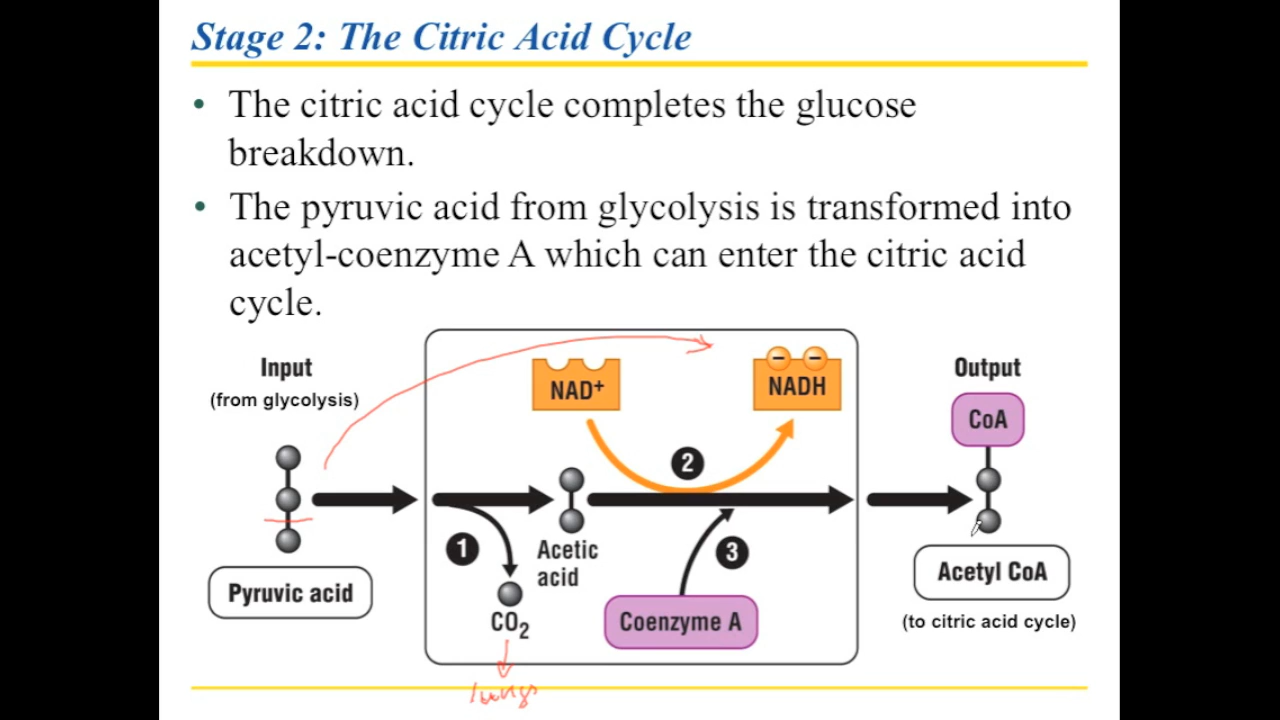 Stage 2: The Citric Acid Cycle
• The citric acid cycle completes the glucose
breakdown.
• The pyruvic acid from glycolysis is transformed into
acetyl-coenzyme A which can enter the citric acid
cycle.
Input
(from glycolysis)
Pyruvic acid
NAD⁺
NADH
− −
2
1
Acetic
acid
3
CO₂
Coenzyme A
lungs
Output
CoA
Acetyl CoA
(to citric acid cycle)